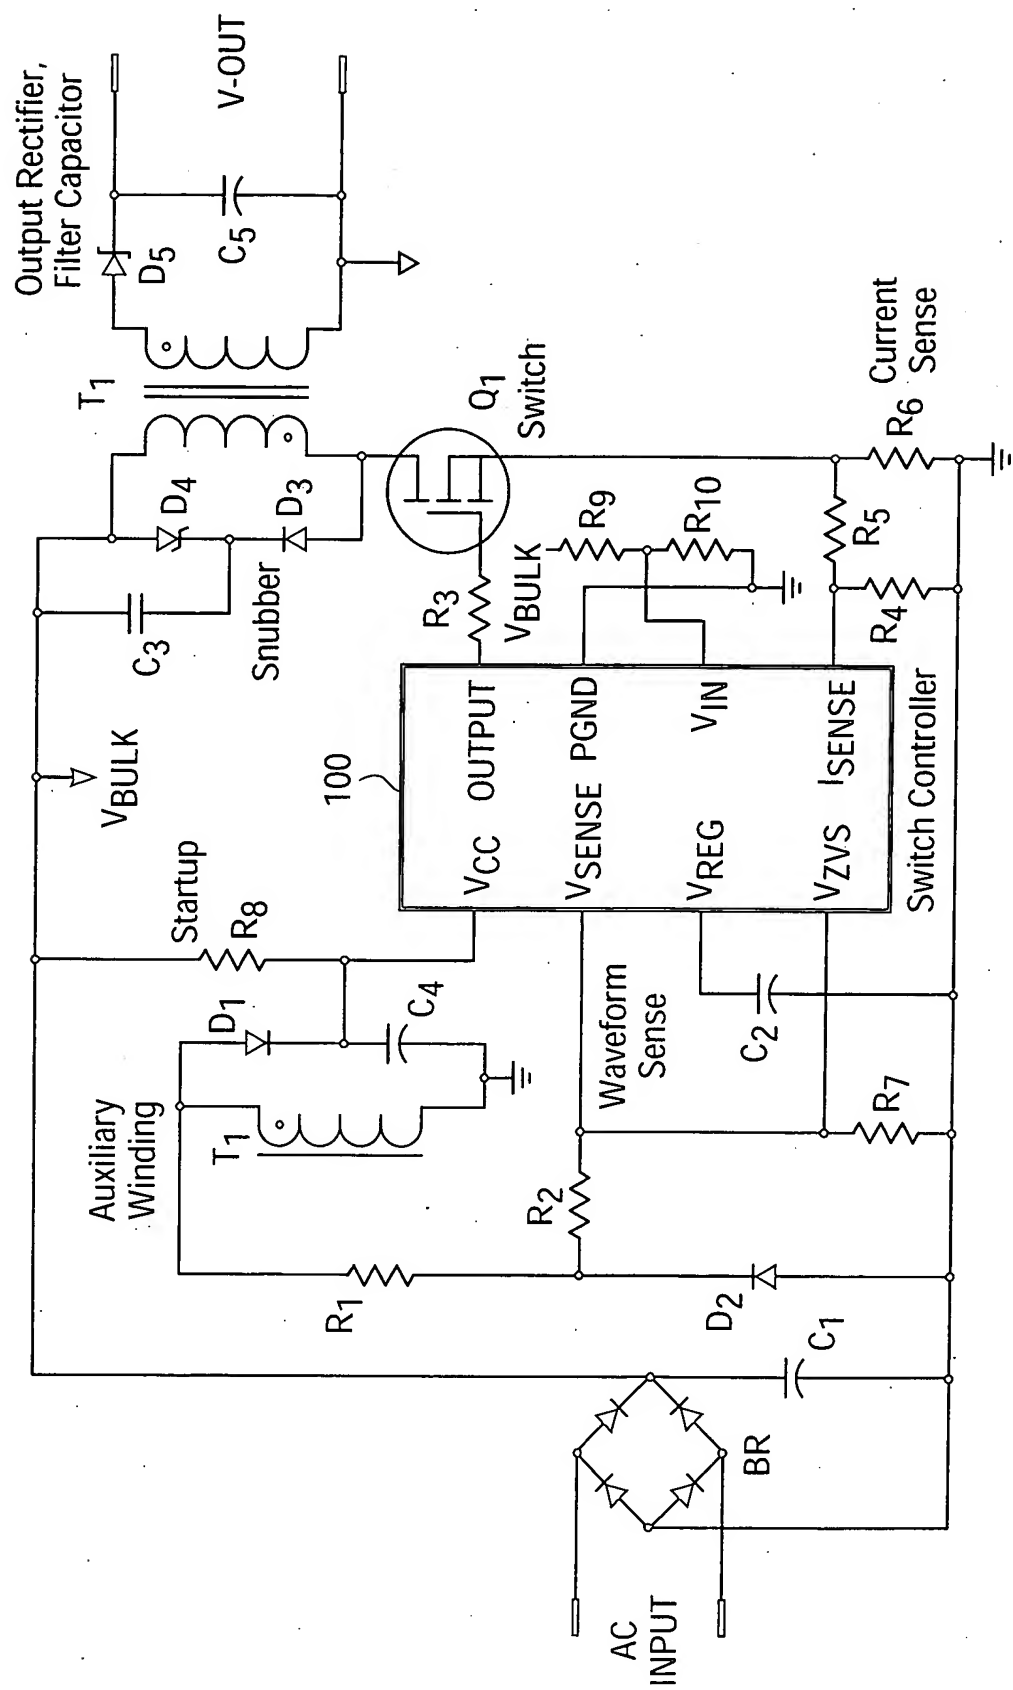 Output Rectifier,
Filter Capacitor
V-OUT
D5
C5
T1
D4
D3
C3
Snubber
Q1
Switch
VBULK
Startup
R8
R3
VBULK
R9
R10
Current
Sense
R6
R5
R4
100
VCC
OUTPUT
VSENSE
PGND
VREG
VIN
VZVS
ISENSE
Switch Controller
Auxiliary
Winding
T1
D1
C4
Waveform
Sense
C2
R7
R2
R1
D2
C1
BR
AC
INPUT